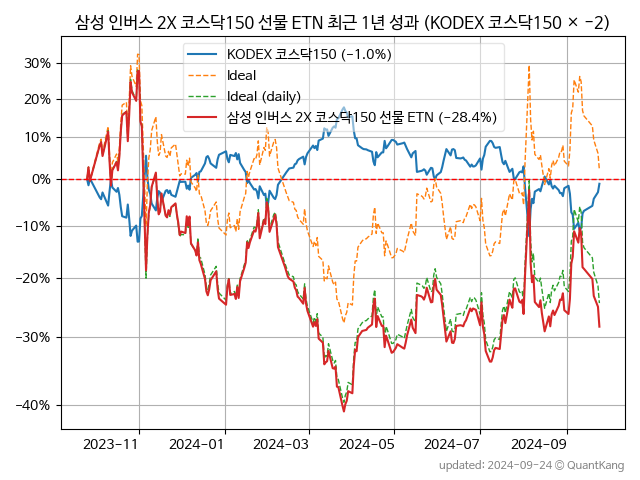 삼성 인버스 2X 코스닥150 선물 ETN 최근 1년 성과 (KODEX 코스닥150 × −2)
KODEX 코스닥150 (−1.0%)
Ideal
Ideal (daily)
삼성 인버스 2X 코스닥150 선물 ETN (−28.4%)
30%
20%
10%
0%
−10%
−20%
−30%
−40%
2023−11
2024−01
2024−03
2024−05
2024−07
2024−09
updated: 2024−09−24 @ QuantKang